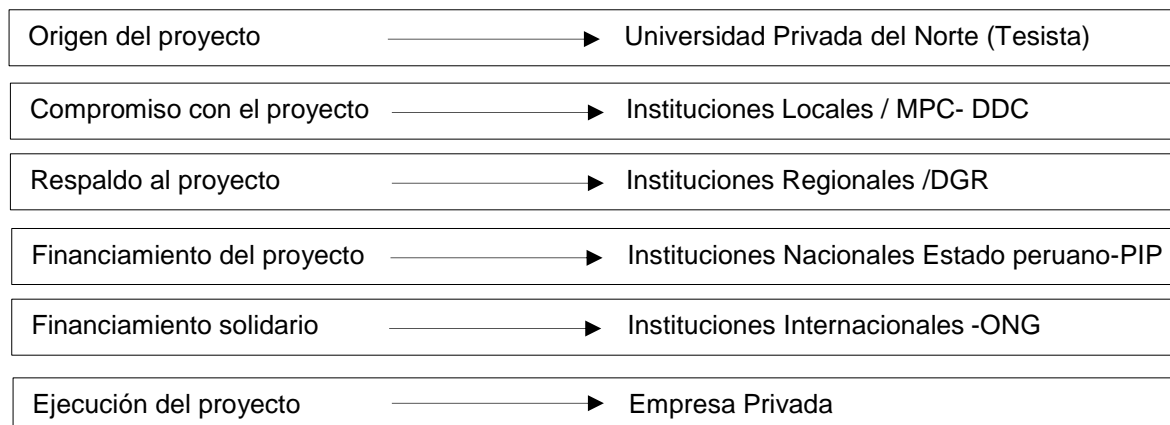 Origen del proyecto Universidad Privada del Norte (Tesista)
Compromiso con el proyecto Instituciones Locales / MPC- DDC
Respaldo al proyecto Instituciones Regionales /DGR
Financiamiento del proyecto Instituciones Nacionales Estado peruano-PIP
Financiamiento solidario Instituciones Internacionales -ONG
Ejecución del proyecto Empresa Privada